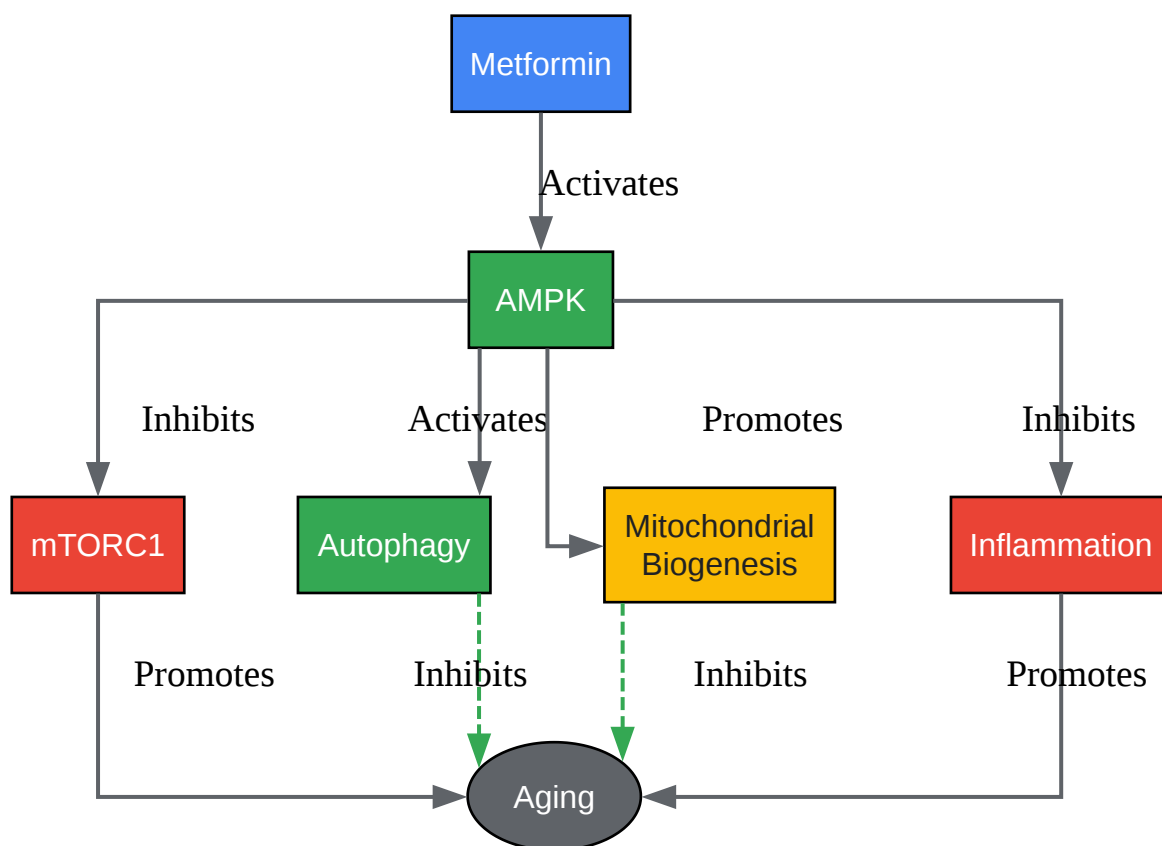 Metformin
Activates
AMPK
Inhibits
Activates
Promotes
Inhibits
mTORC1
Autophagy
Mitochondrial
Biogenesis
Inflammation
Promotes
Inhibits
Inhibits
Promotes
Aging